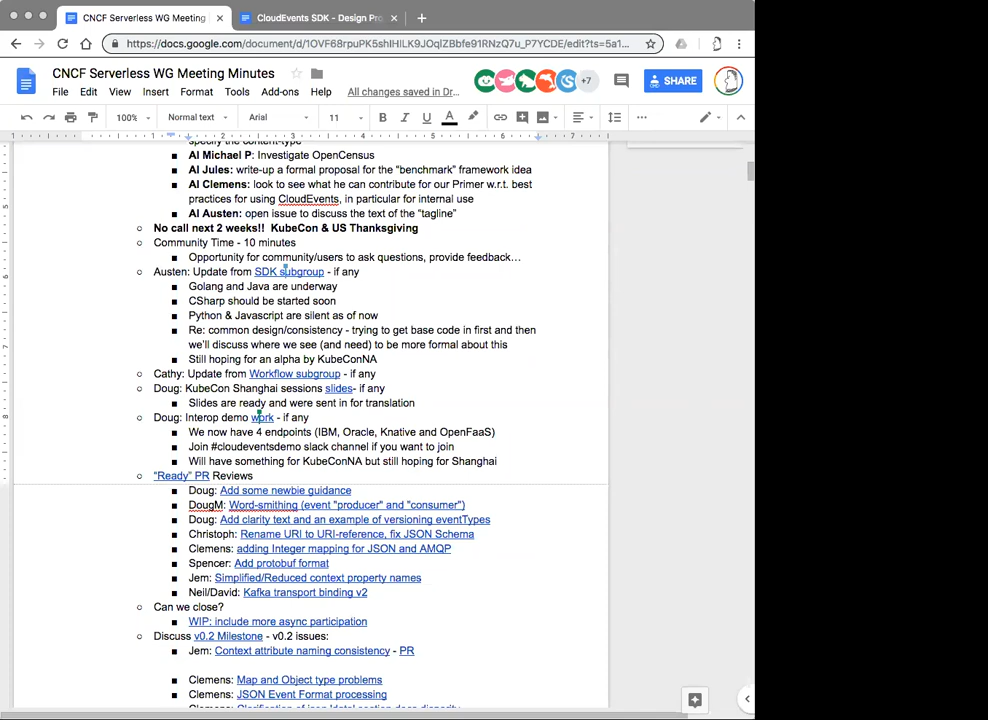 CNCF Serverless WG Meeting
CloudEvents SDK - Design Pro
https://docs.google.com/document/d/1OVF68rpuPK5shIHILK9JOqlZBbfe91RNzQ7u_P7YCDE/edit?ts=5a1...
CNCF Serverless WG Meeting Minutes
File Edit View Insert Format Tools Add-ons Help All changes saved in Dr...
+7
SHARE
100% Normal text Arial 11 B I U A
1 1 2 3 4 5 6 7
specify the content-type
AI Michael P: Investigate OpenCensus
AI Jules: write-up a formal proposal for the “benchmark” framework idea
AI Clemens: look to see what he can contribute for our Primer w.r.t. best
practices for using CloudEvents, in particular for internal use
AI Austen: open issue to discuss the text of the “tagline”
No call next 2 weeks!! KubeCon & US Thanksgiving
Community Time - 10 minutes
Opportunity for community/users to ask questions, provide feedback…
Austen: Update from SDK subgroup - if any
Golang and Java are underway
CSharp should be started soon
Python & Javascript are silent as of now
Re: common design/consistency - trying to get base code in first and then
we’ll discuss where we see (and need) to be more formal about this
Still hoping for an alpha by KubeConNA
Cathy: Update from Workflow subgroup - if any
Doug: KubeCon Shanghai sessions slides- if any
Slides are ready and were sent in for translation
Doug: Interop demo work - if any
We now have 4 endpoints (IBM, Oracle, Knative and OpenFaaS)
Join #cloudeventsdemo slack channel if you want to join
Will have something for KubeConNA but still hoping for Shanghai
“Ready” PR Reviews
Doug: Add some newbie guidance
DougM: Word-smithing (event "producer" and "consumer")
Doug: Add clarity text and an example of versioning eventTypes
Christoph: Rename URI to URI-reference, fix JSON Schema
Clemens: adding Integer mapping for JSON and AMQP
Spencer: Add protobuf format
Jem: Simplified/Reduced context property names
Neil/David: Kafka transport binding v2
Can we close?
WIP: include more async participation
Discuss v0.2 Milestone - v0.2 issues:
Jem: Context attribute naming consistency - PR
Clemens: Map and Object type problems
Clemens: JSON Event Format processing